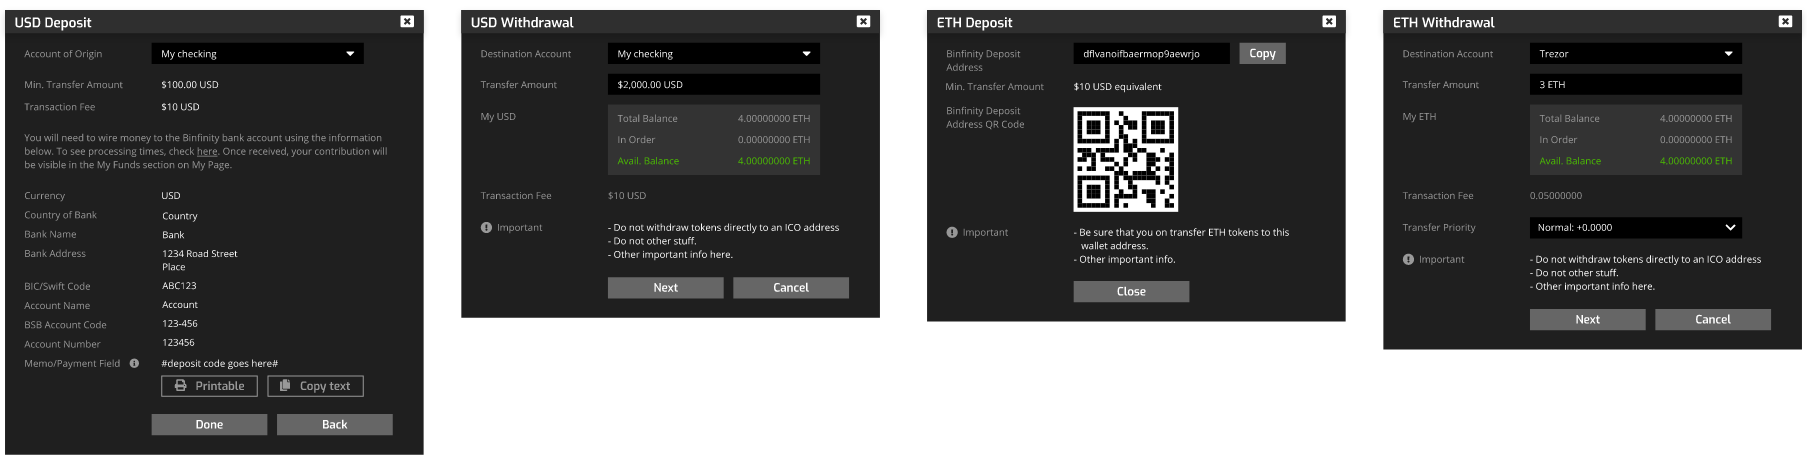 USD Deposit
Account of Origin My checking
Min. Transfer Amount $100.00 USD
Transaction Fee $10 USD
You will need to wire money to the Binfinity bank account using the information
below. To see processing times, check here. Once received, your contribution will
be visible in the My Funds section on My Page.
Currency USD
Country of Bank Country
Bank Name Bank
Bank Address 1234 Road Street
Place
BIC/Swift Code ABC123
Account Name Account
BSB Account Code 123-456
Account Number 123456
Memo/Payment Field #deposit code goes here#
Printable Copy text
Done Back
USD Withdrawal
Destination Account My checking
Transfer Amount $2,000.00 USD
My USD
Total Balance 4.00000000 ETH
In Order 0.00000000 ETH
Avail. Balance 4.00000000 ETH
Transaction Fee $10 USD
Important
- Do not withdraw tokens directly to an ICO address
- Do not other stuff.
- Other important info here.
Next Cancel
ETH Deposit
Binfinity Deposit
Address
dflvanoifbaermop9aewrjo Copy
Min. Transfer Amount $10 USD equivalent
Binfinity Deposit
Address QR Code
Important
- Be sure that you on transfer ETH tokens to this
wallet address.
- Other important info.
Close
ETH Withdrawal
Destination Account Trezor
Transfer Amount 3 ETH
My ETH
Total Balance 4.00000000 ETH
In Order 0.00000000 ETH
Avail. Balance 4.00000000 ETH
Transaction Fee 0.05000000
Transfer Priority Normal: +0.0000
Important
- Do not withdraw tokens directly to an ICO address
- Do not other stuff.
- Other important info here.
Next Cancel